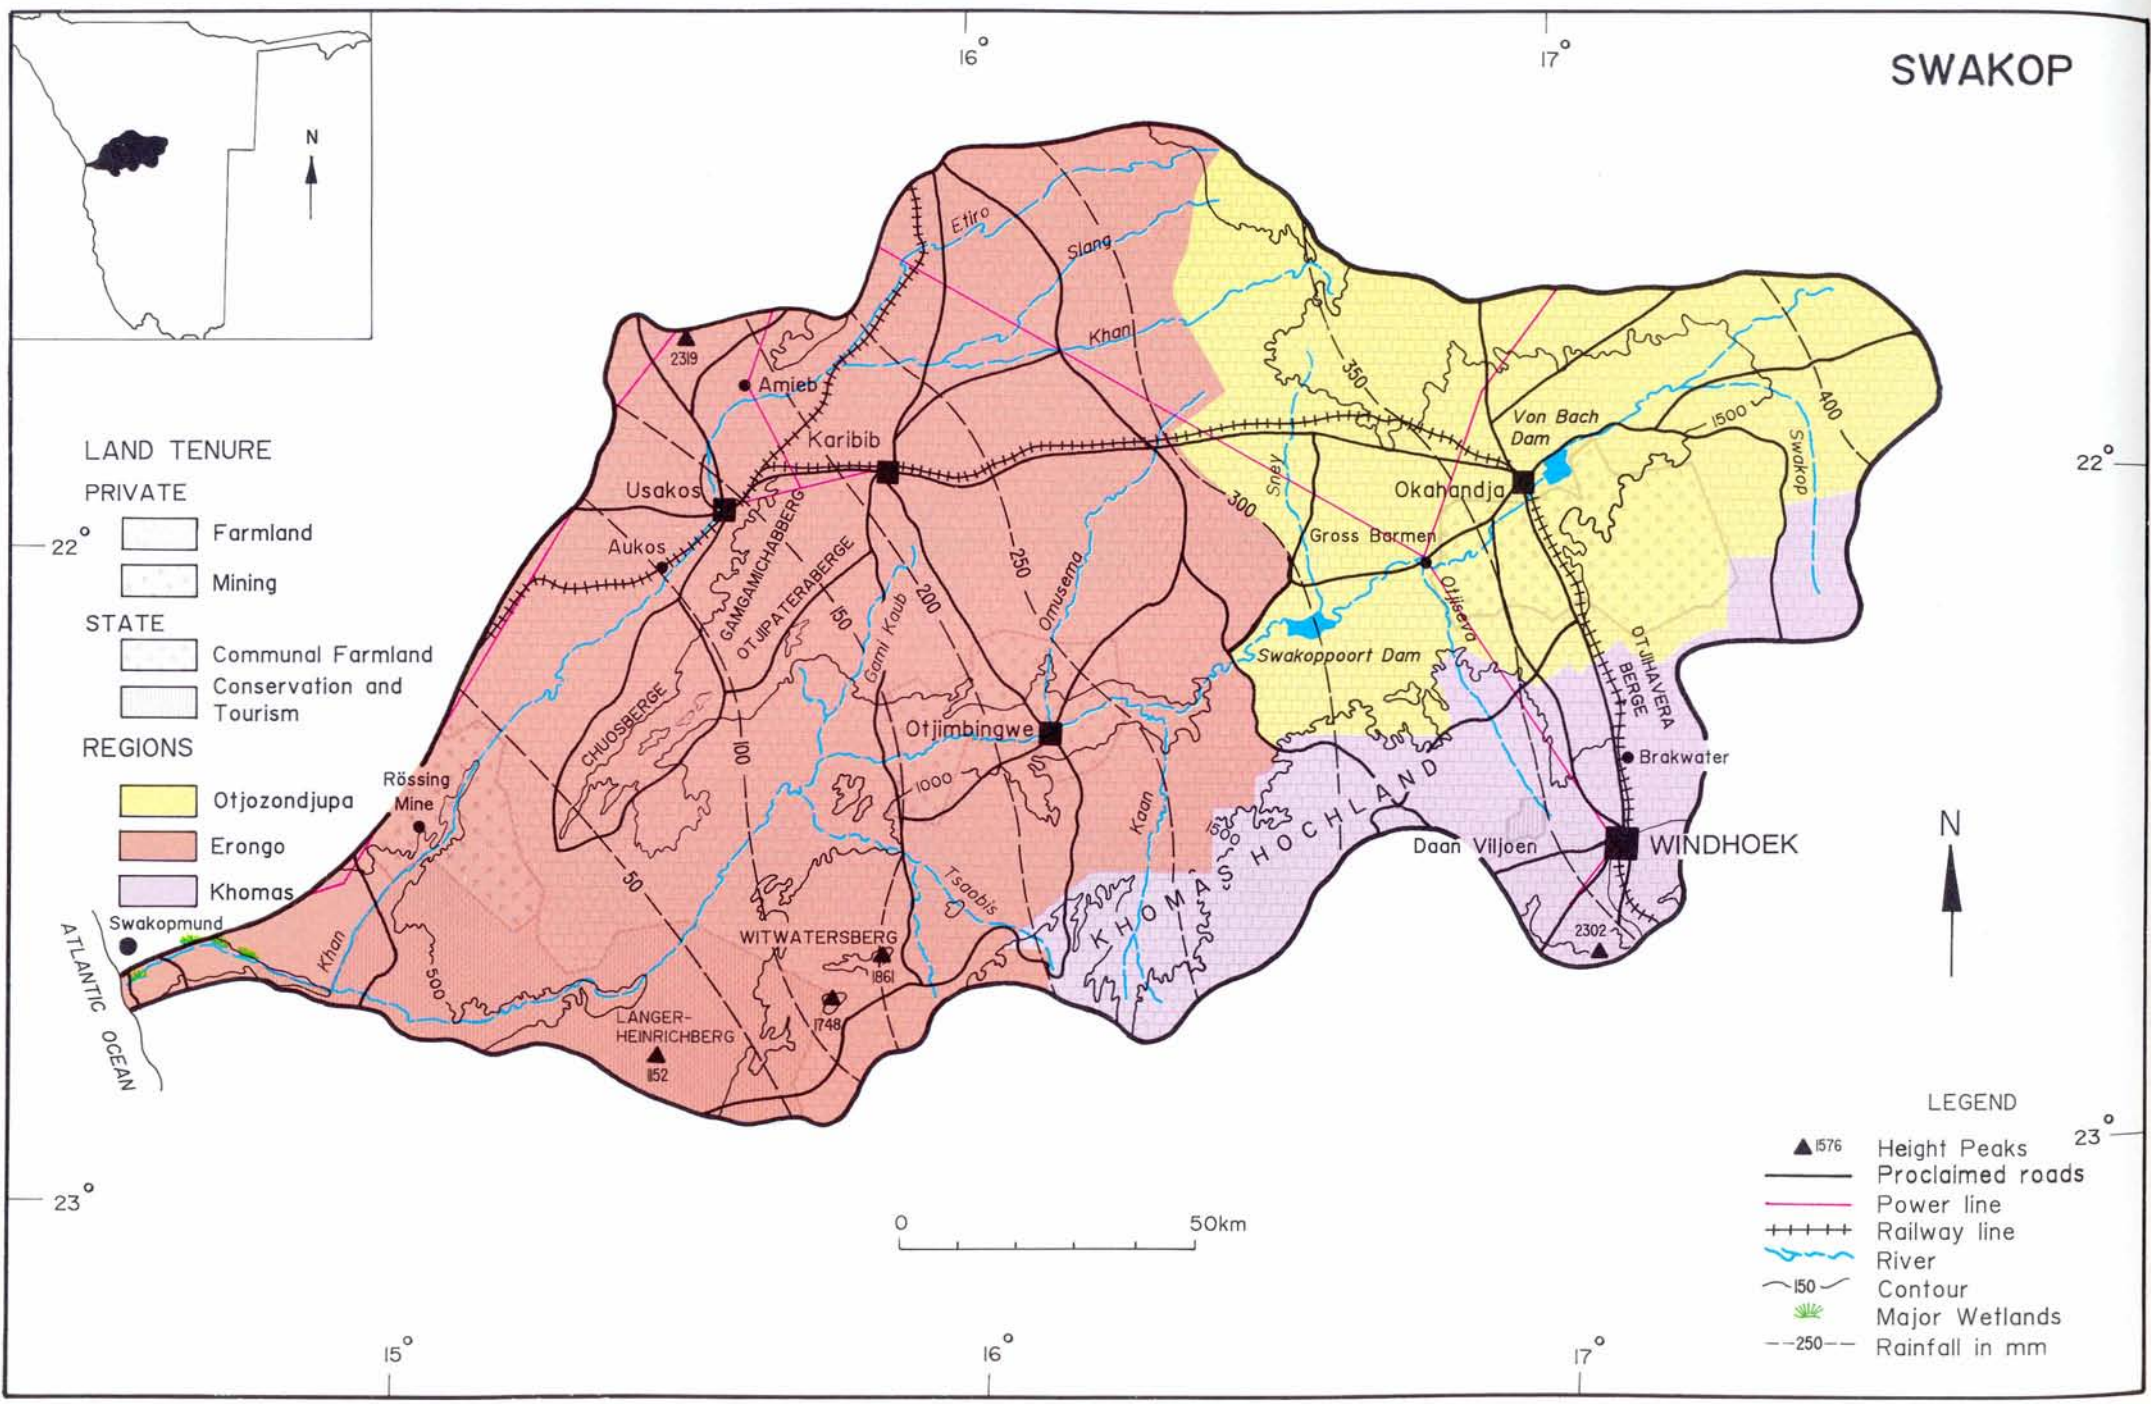 16°
17°
SWAKOP
N
Etiro
Slang
Khan
2319
Amieb
350
400
Von Bach
Dam
1500
Swakop
22°
LAND TENURE
PRIVATE
Farmland
Mining
STATE
Communal Farmland
Conservation and
Tourism
REGIONS
Otjozondjupa
Erongo
Khomas
22°
Karibib
Usakos
Aukos
GAMGAMICHABBERG
OTJIPATERABERGE
150
200
250
300
Sney
Okahandja
Gross Barmen
Otjiseva
Omusema
Gami Kaub
Swakoppoort Dam
OTJIHAVERA
BERGE
CHUOSBERGE
100
Otjimbingwe
1000
Brakwater
Rössing
Mine
50
Kaan
1500
KHOMAS HOCHLAND
Daan Viljoen
WINDHOEK
N
Swakopmund
ATLANTIC OCEAN
Khan
500
Tsaobis
WITWATERSBERG
1861
1748
LANGER-
HEINRICHBERG
1152
2302
23°
23°
0 50km
LEGEND
1576 Height Peaks
Proclaimed roads
Power line
Railway line
River
150 Contour
Major Wetlands
250 Rainfall in mm
15°
16°
17°